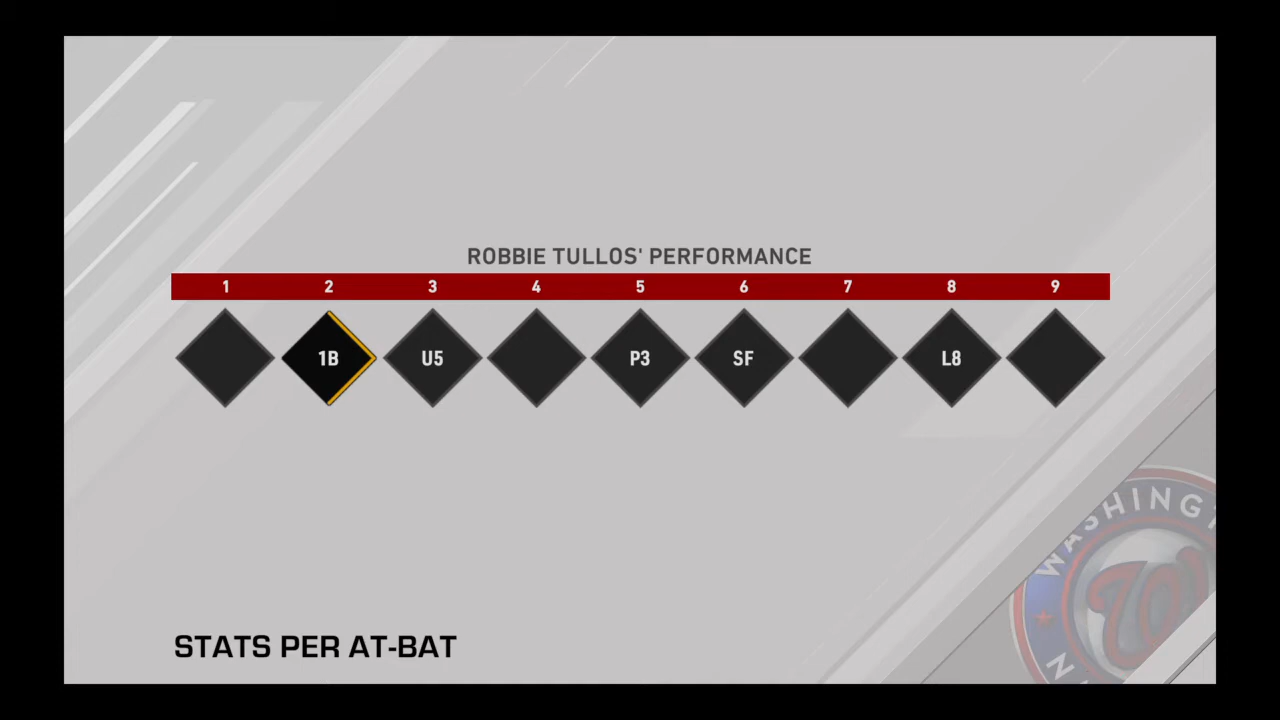 ROBBIE TULLOS' PERFORMANCE
1 2 3 4 5 6 7 8 9
1B U5 P3 SF L8
STATS PER AT-BAT
WASHING
N